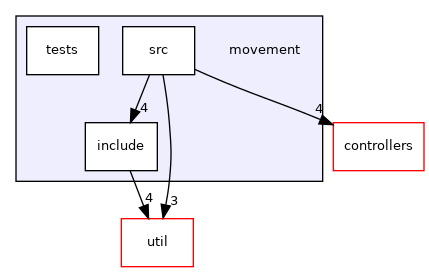 tests
src
movement
4
4
include
controllers
4
3
util